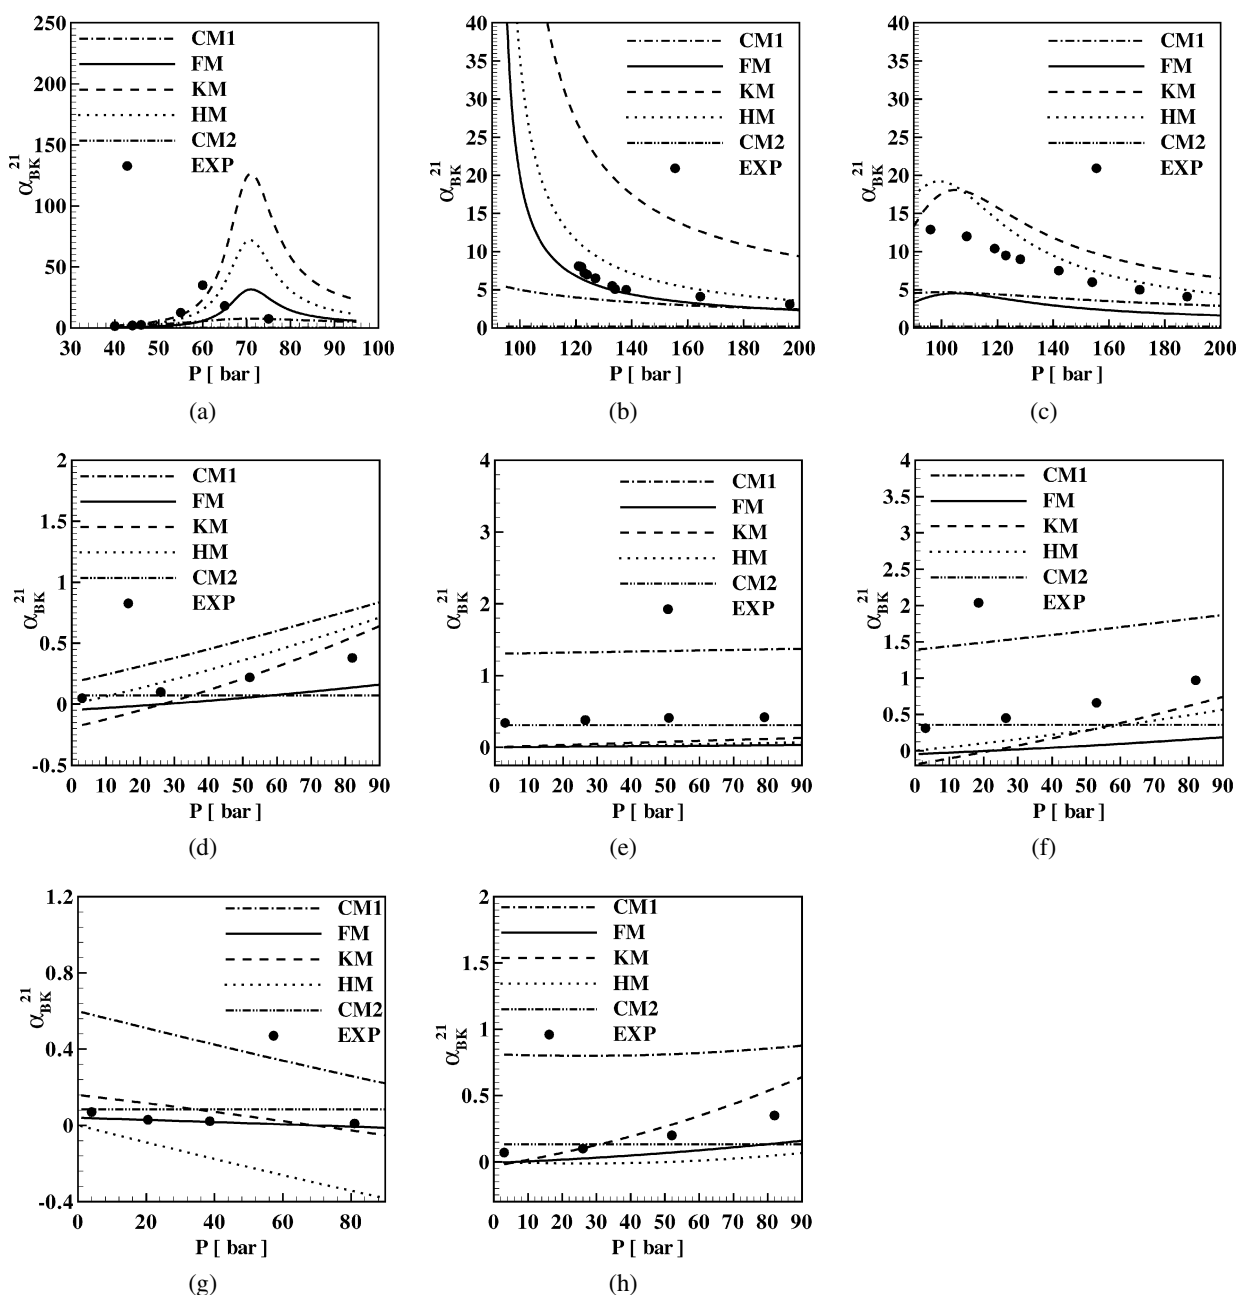 250
200
150
100
50
0
α_BK^21
CM1
FM
KM
HM
CM2
EXP
30 40 50 60 70 80 90 100
P [ bar ]
(a)
40
35
30
25
20
15
10
5
0
α_BK^21
CM1
FM
KM
HM
CM2
EXP
100 120 140 160 180 200
P [ bar ]
(b)
40
35
30
25
20
15
10
5
0
α_BK^21
CM1
FM
KM
HM
CM2
EXP
100 120 140 160 180 200
P [ bar ]
(c)
2
1.5
1
0.5
0
-0.5
α_BK^21
CM1
FM
KM
HM
CM2
EXP
0 10 20 30 40 50 60 70 80 90
P [ bar ]
(d)
4
3
2
1
0
α_BK^21
CM1
FM
KM
HM
CM2
EXP
0 10 20 30 40 50 60 70 80 90
P [ bar ]
(e)
4
3.5
3
2.5
2
1.5
1
0.5
0
α_BK^21
CM1
FM
KM
HM
CM2
EXP
0 10 20 30 40 50 60 70 80 90
P [ bar ]
(f)
1.2
0.8
0.4
0
-0.4
α_BK^21
CM1
FM
KM
HM
CM2
EXP
0 20 40 60 80
P [ bar ]
(g)
2
1.5
1
0.5
0
α_BK^21
CM1
FM
KM
HM
CM2
EXP
0 10 20 30 40 50 60 70 80 90
P [ bar ]
(h)